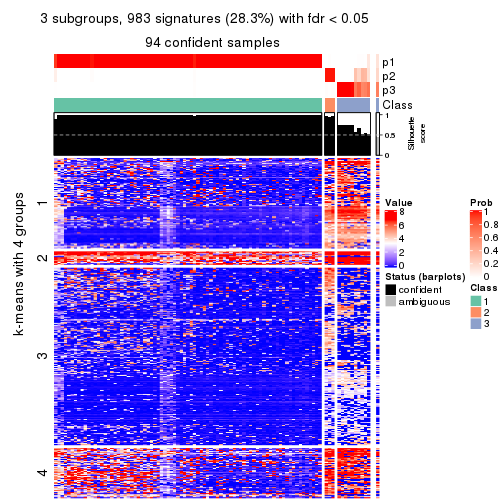 3 subgroups, 983 signatures (28.3%) with fdr < 0.05
94 confident samples
p1
p2
p3
Class
1
0.5
0
Silhouette
score
k-means with 4 groups
1
2
3
4
Value
8
6
4
2
0
Status (barplots)
confident
ambiguous
Prob
1
0.8
0.6
0.4
0.2
0
Class
1
2
3